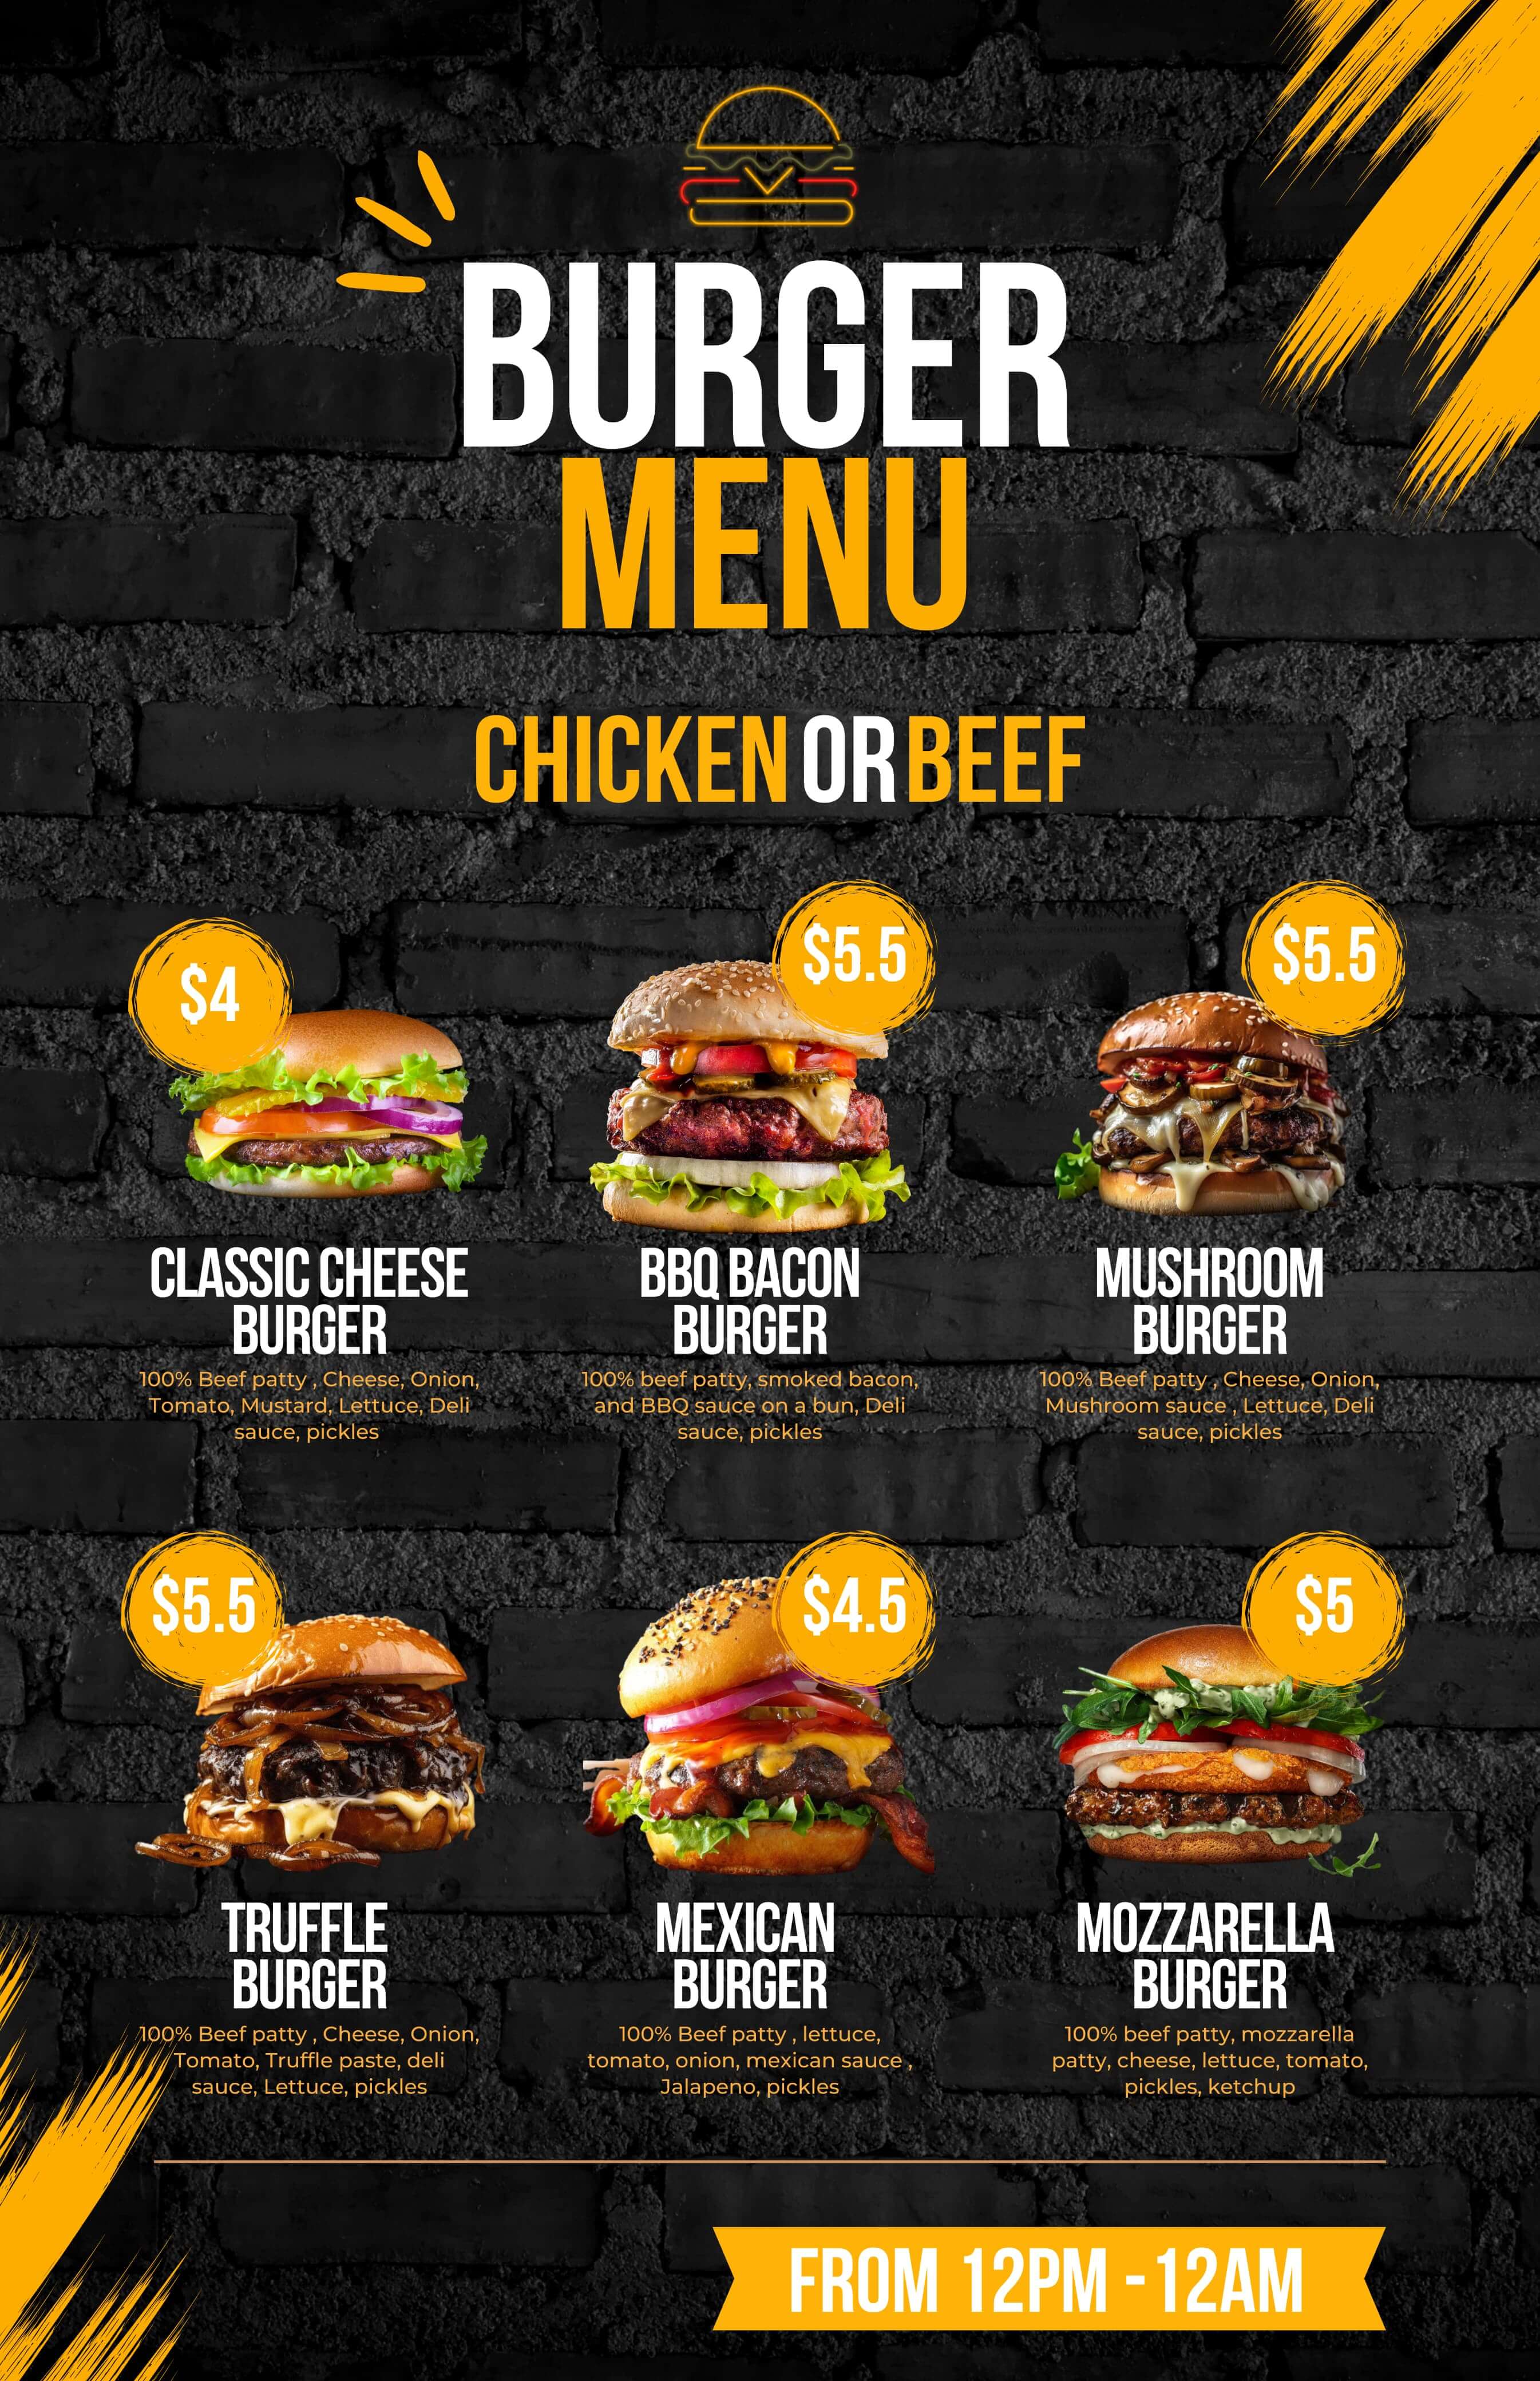 BURGER
MENU
CHICKEN OR BEEF
$4
$5.5
$5.5
CLASSIC CHEESE
BURGER
100% Beef patty , Cheese, Onion,
Tomato, Mustard, Lettuce, Deli
sauce, pickles
BBQ BACON
BURGER
100% beef patty, smoked bacon,
and BBQ sauce on a bun, Deli
sauce, pickles
MUSHROOM
BURGER
100% Beef patty , Cheese, Onion,
Mushroom sauce , Lettuce, Deli
sauce, pickles
$5.5
$4.5
$5
TRUFFLE
BURGER
100% Beef patty , Cheese, Onion,
Tomato, Truffle paste, deli
sauce, Lettuce, pickles
MEXICAN
BURGER
100% Beef patty , lettuce,
tomato, onion, mexican sauce ,
Jalapeno, pickles
MOZZARELLA
BURGER
100% beef patty, mozzarella
patty, cheese, lettuce, tomato,
pickles, ketchup
FROM 12PM -12AM